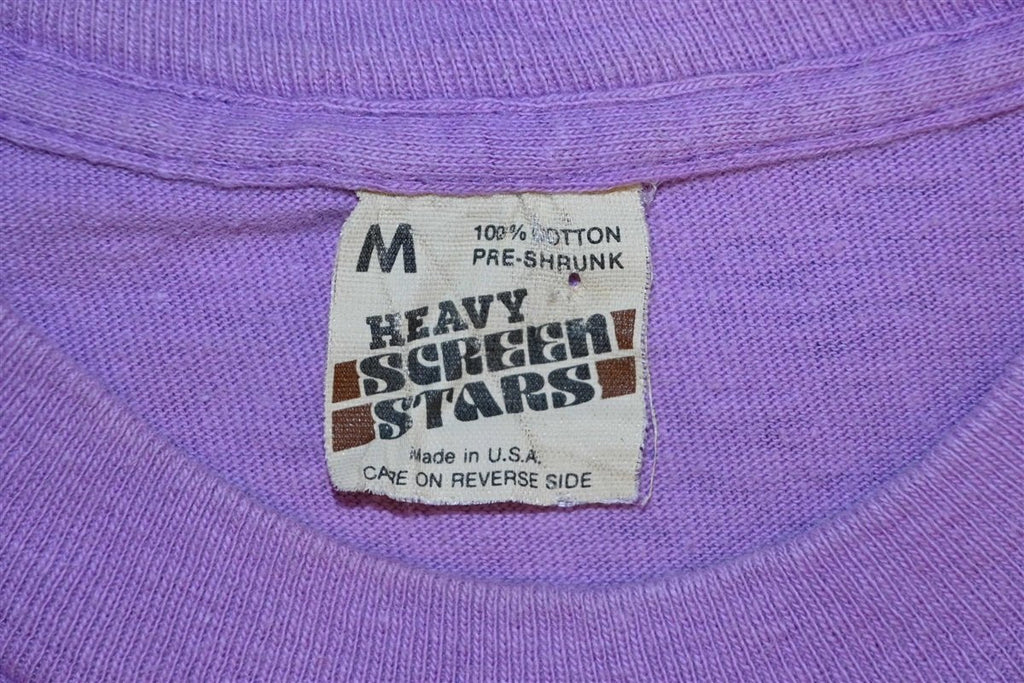 M
100% COTTON
PRE-SHRUNK
HEAVY
SCREEN
STARS
Made in U.S.A.
CARE ON REVERSE SIDE